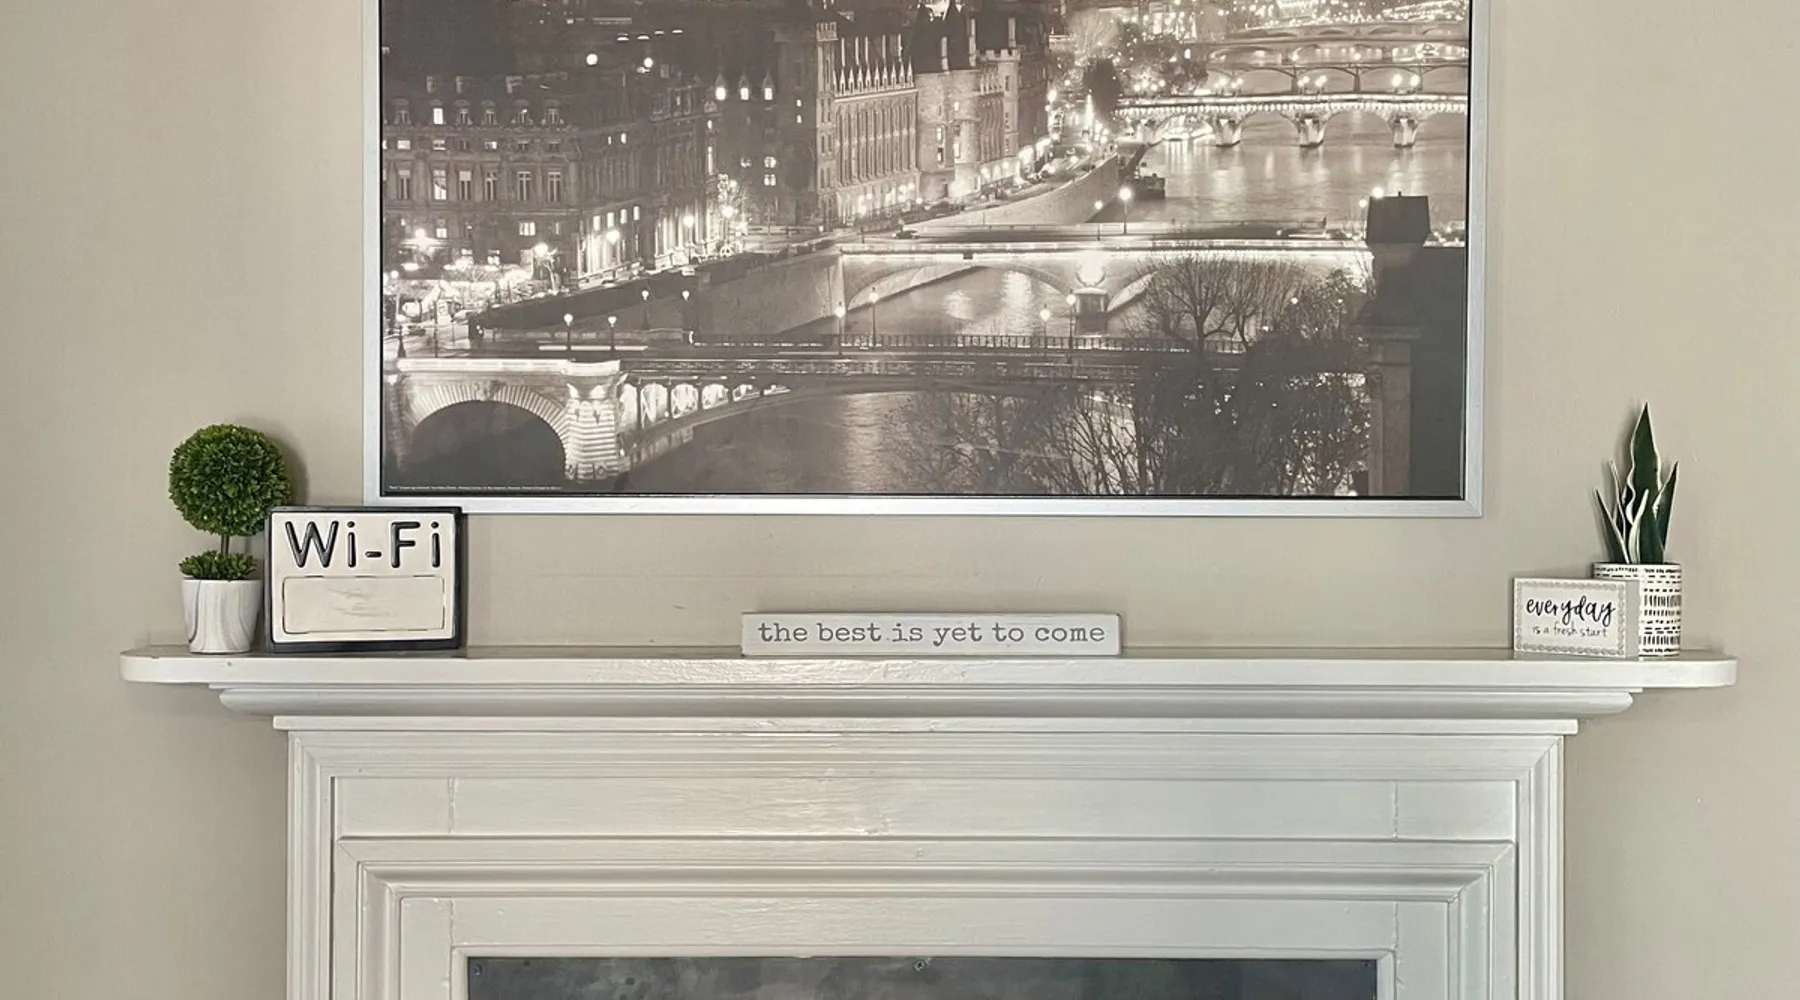 Wi-Fi
the best is yet to come
everyday
is a fresh start